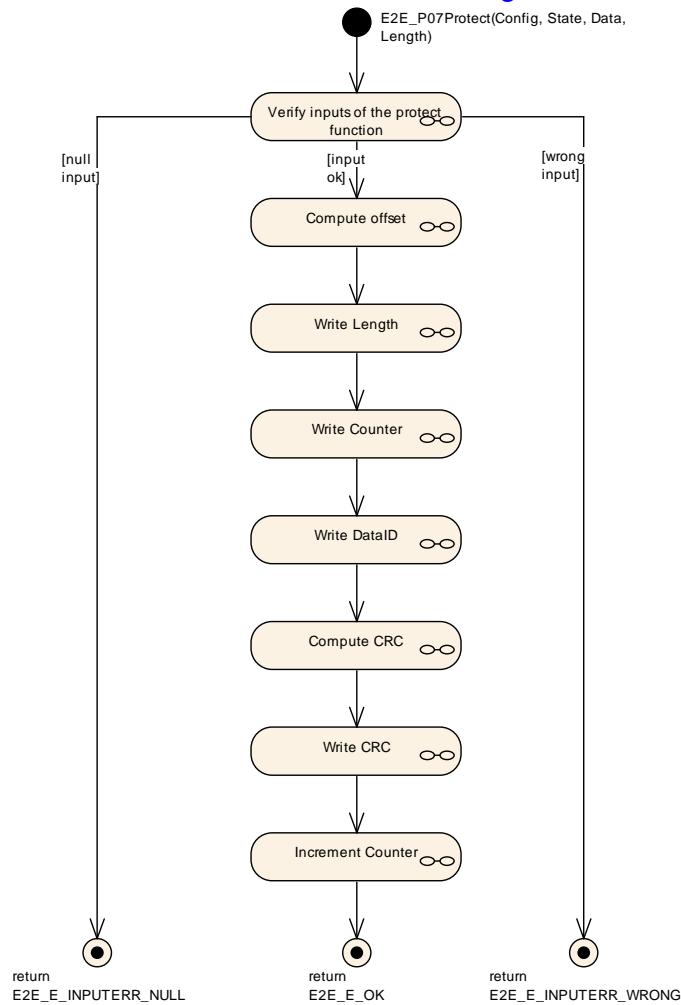 E2E_P07Protect(Config, State, Data,
Length)
Verify inputs of the protect
function
[null
input]
[input
ok]
[wrong
input]
Compute offset
Write Length
Write Counter
Write DataID
Compute CRC
Write CRC
Increment Counter
return
E2E_E_INPUTERR_NULL
return
E2E_E_OK
return
E2E_E_INPUTERR_WRONG